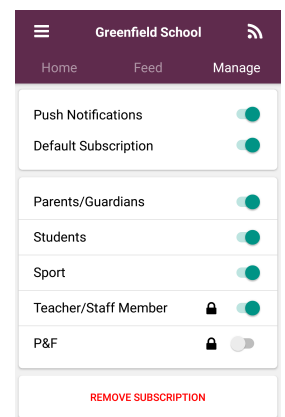 Greenfield School
Home Feed Manage
Push Notifications
Default Subscription
Parents/Guardians
Students
Sport
Teacher/Staff Member
P&F
REMOVE SUBSCRIPTION